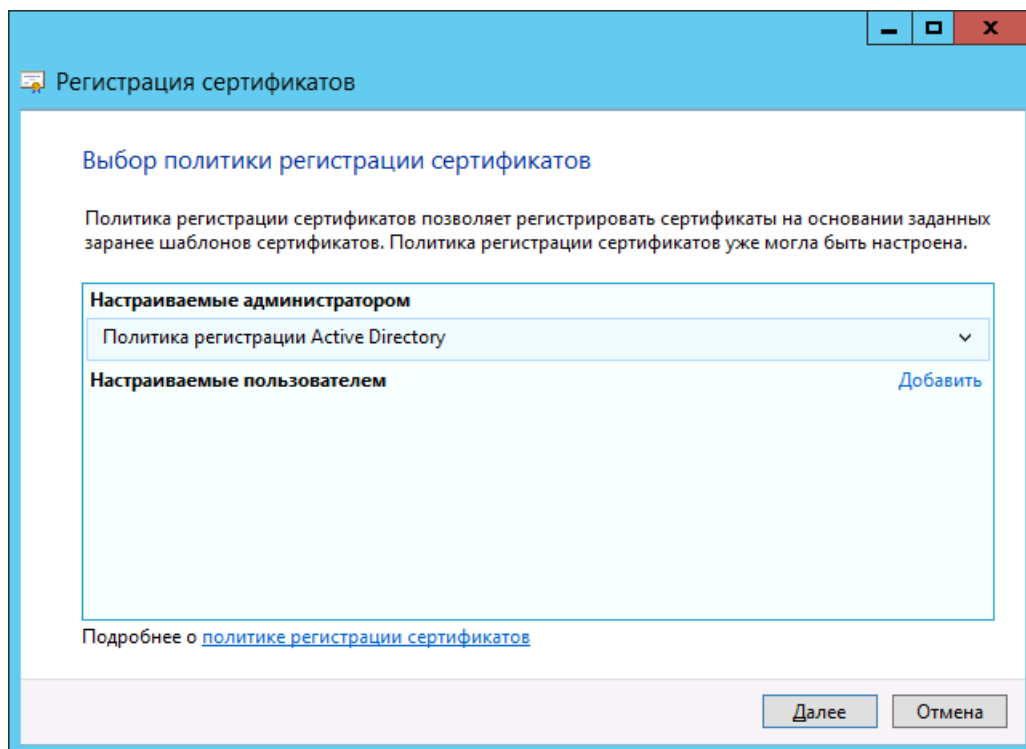 Регистрация сертификатов
Выбор политики регистрации сертификатов
Политика регистрации сертификатов позволяет регистрировать сертификаты на основании заданных
заранее шаблонов сертификатов. Политика регистрации сертификатов уже могла быть настроена.
Настраиваемые администратором
Политика регистрации Active Directory
Настраиваемые пользователем Добавить
Подробнее о политике регистрации сертификатов
Далее Отмена